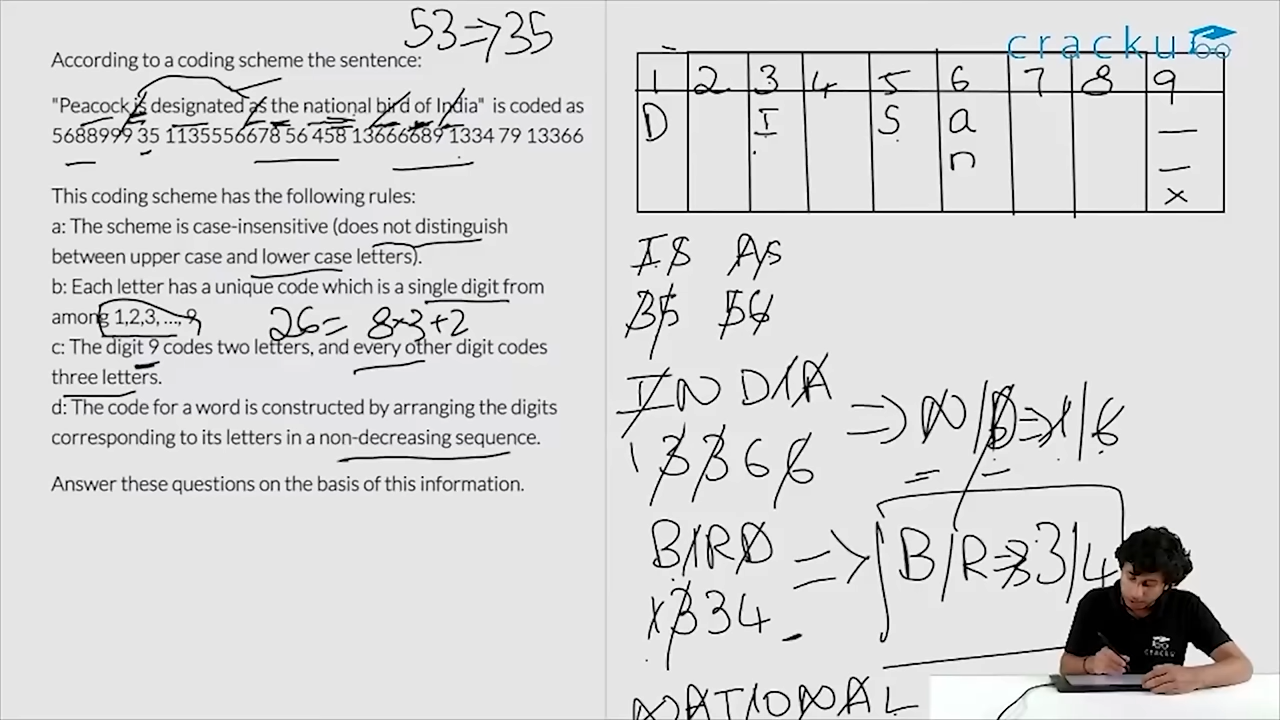 53 ⇒ 35
According to a coding scheme the sentence:
"Peacock is designated as the national bird of India" is coded as
5688999 35 1135556678 56 458 13666689 1334 79 13366
This coding scheme has the following rules:
a: The scheme is case-insensitive (does not distinguish
between upper case and lower case letters).
b: Each letter has a unique code which is a single digit from
among 1,2,3, ..., 9.
26 = 8×3+2
c: The digit 9 codes two letters, and every other digit codes
three letters.
d: The code for a word is constructed by arranging the digits
corresponding to its letters in a non-decreasing sequence.
Answer these questions on the basis of this information.
cracku
1 2 3 4 5 6 7 8 9
D I S a
n
x
IS AS
35 56
INDIA
13366
⇒ N/D ⇒ 1/6
BIRD
⇒ B/R ⇒ 3/4
1334
NATIONAL
cracku